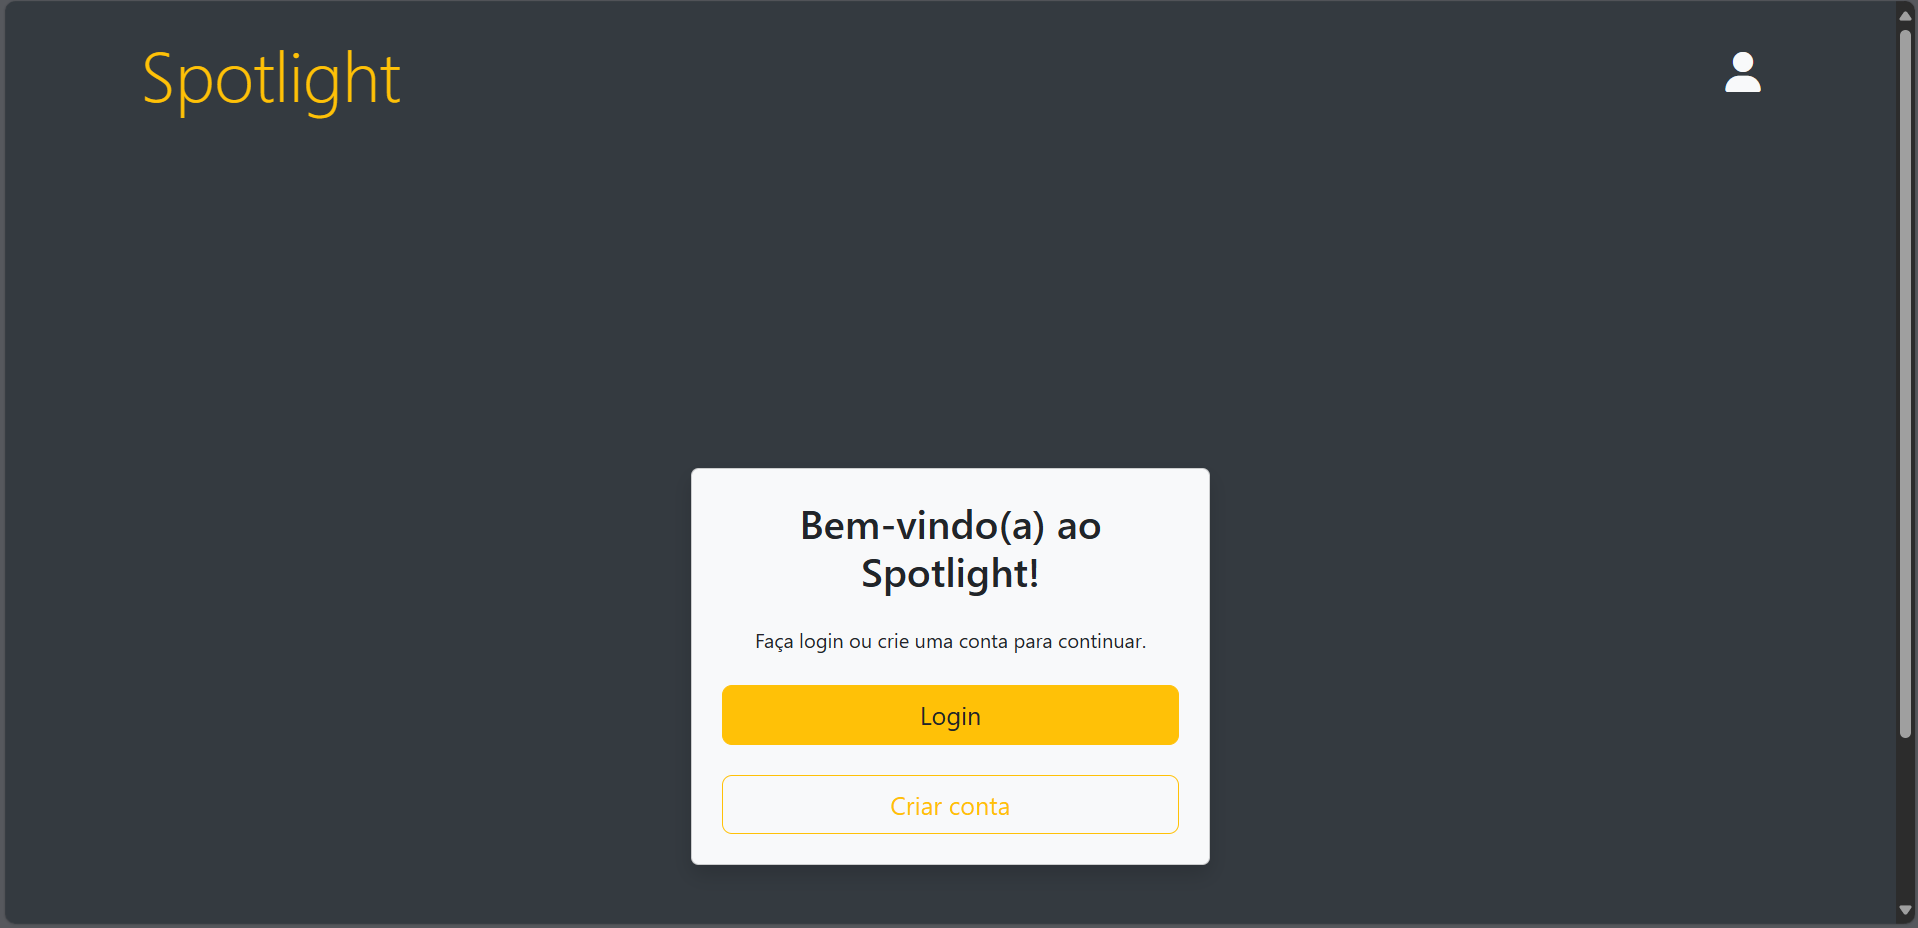 Spotlight
Bem-vindo(a) ao
Spotlight!
Faça login ou crie uma conta para continuar.
Login
Criar conta